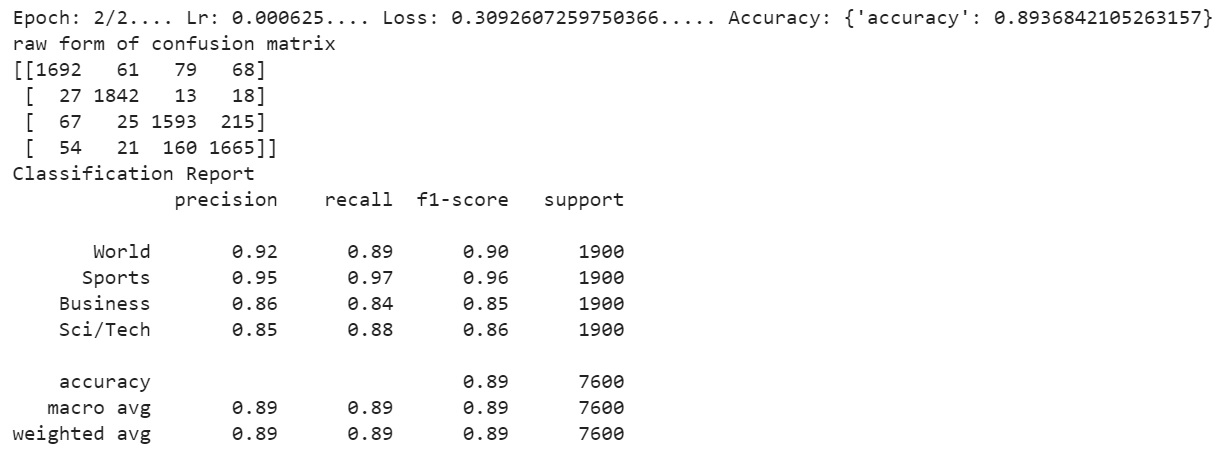 Epoch: 2/2.... Lr: 0.000625.... Loss: 0.3092607259750366..... Accuracy: {'accuracy': 0.8936842105263157}
raw form of confusion matrix
[[1692   61   79   68]
 [  27 1842   13   18]
 [  67   25 1593  215]
 [  54   21  160 1665]]
Classification Report
              precision    recall  f1-score   support

       World       0.92      0.89      0.90      1900
      Sports       0.95      0.97      0.96      1900
    Business       0.86      0.84      0.85      1900
    Sci/Tech       0.85      0.88      0.86      1900

    accuracy                           0.89      7600
   macro avg       0.89      0.89      0.89      7600
weighted avg       0.89      0.89      0.89      7600